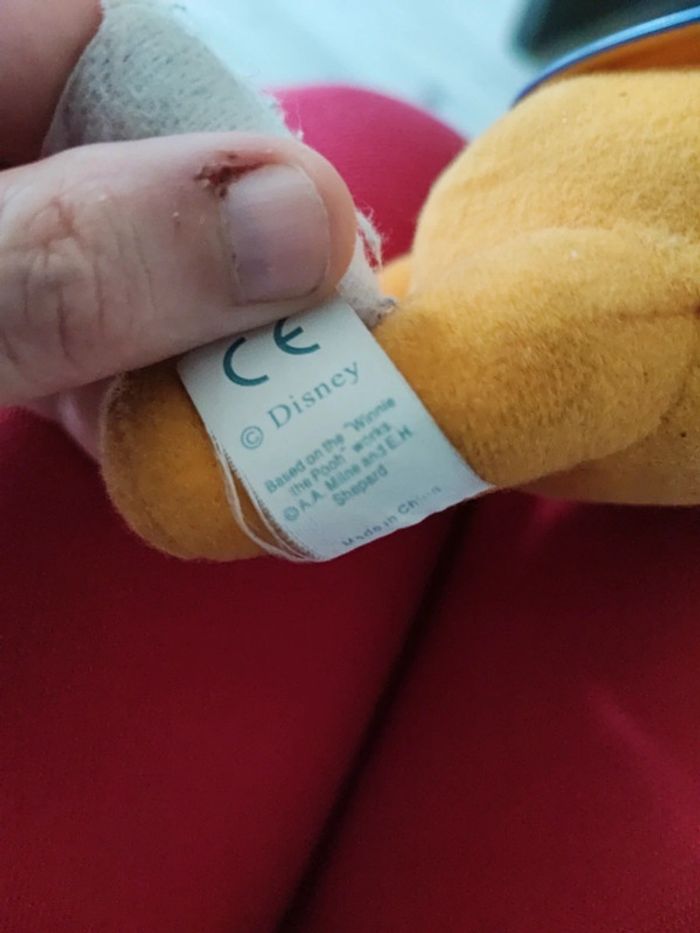 CE
© Disney
Based on the "Winnie
the Pooh" works
© A.A. Milne and E.H
Shepard
Made in China